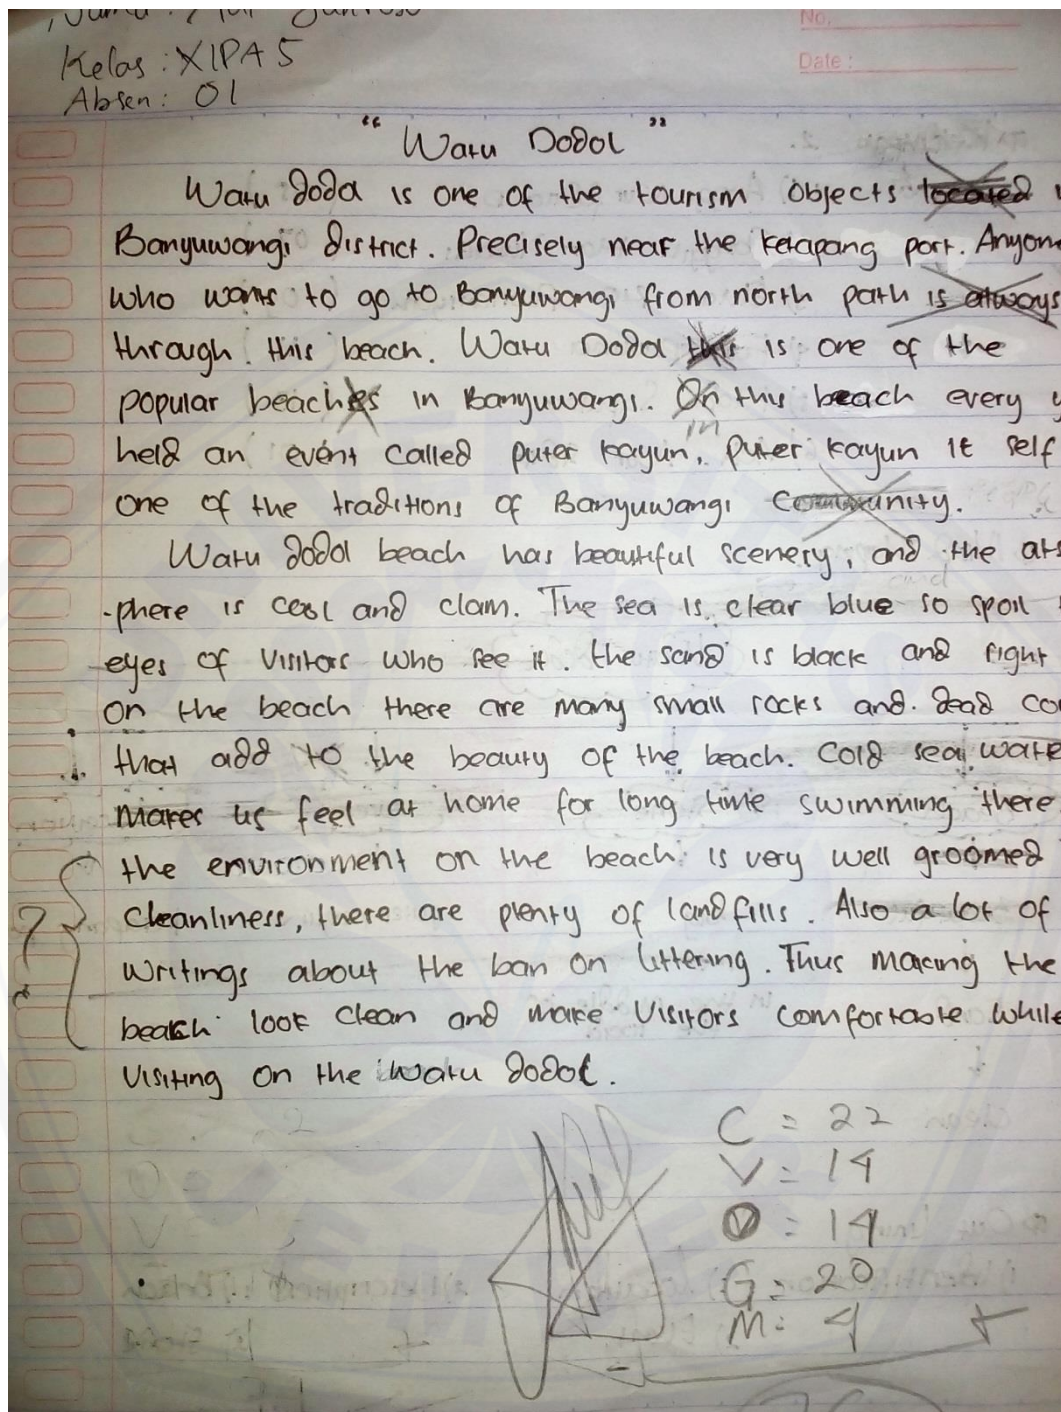 Kelas : XIPA 5
Absen : 01
No.
Date :
"Watu Dodol"
Watu dodol is one of the tourism objects located
Banyuwangi district. Precisely near the ketapang port. Anyon
who wants to go to Banyuwangi from north path is always
through this beach. Watu Dodol this is one of the
popular beaches in Banyuwangi. On this beach every y
in
held an event called puter kayun, puter kayun it self
one of the traditions of Banyuwangi Community.
Watu dodol beach has beautiful scenery, and the ats
-phere is cool and clam. The sea is clear blue so spoil
eyes of visitors who see it. the sand is black and right
on the beach there are many small rocks and dead co
that add to the beauty of the beach. Cold sea wate
makes us feel at home for long time swimming there
the environment on the beach is very well groomed
cleanliness, there are plenty of landfills. Also a lot of
? writings about the ban on littering. Thus making the
beach look clean and make visitors comfortable while
visiting on the watu dodol.
C = 22
V = 14
O = 14
G = 20
M = 4
+